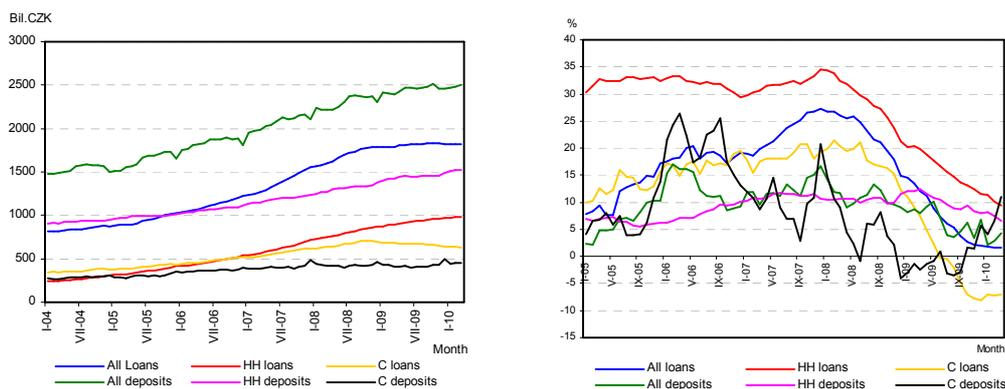 Bil.CZK
3000
2500
2000
1500
1000
500
0
I-04
VII-04
I-05
VII-05
I-06
VII-06
I-07
VII-07
I-08
VII-08
I-09
VII-09
I-10
Month
All Loans HH loans C loans
All deposits HH deposits C deposits
%
40
35
30
25
20
15
10
5
0
-5
-10
-15
I-05
V-05
IX-05
I-06
V-06
IX-06
I-07
V-07
IX-07
I-08
V-08
IX-08
I-09
V-09
IX-09
I-10
Month
All loans HH loans C loans
All deposits HH deposits C deposits